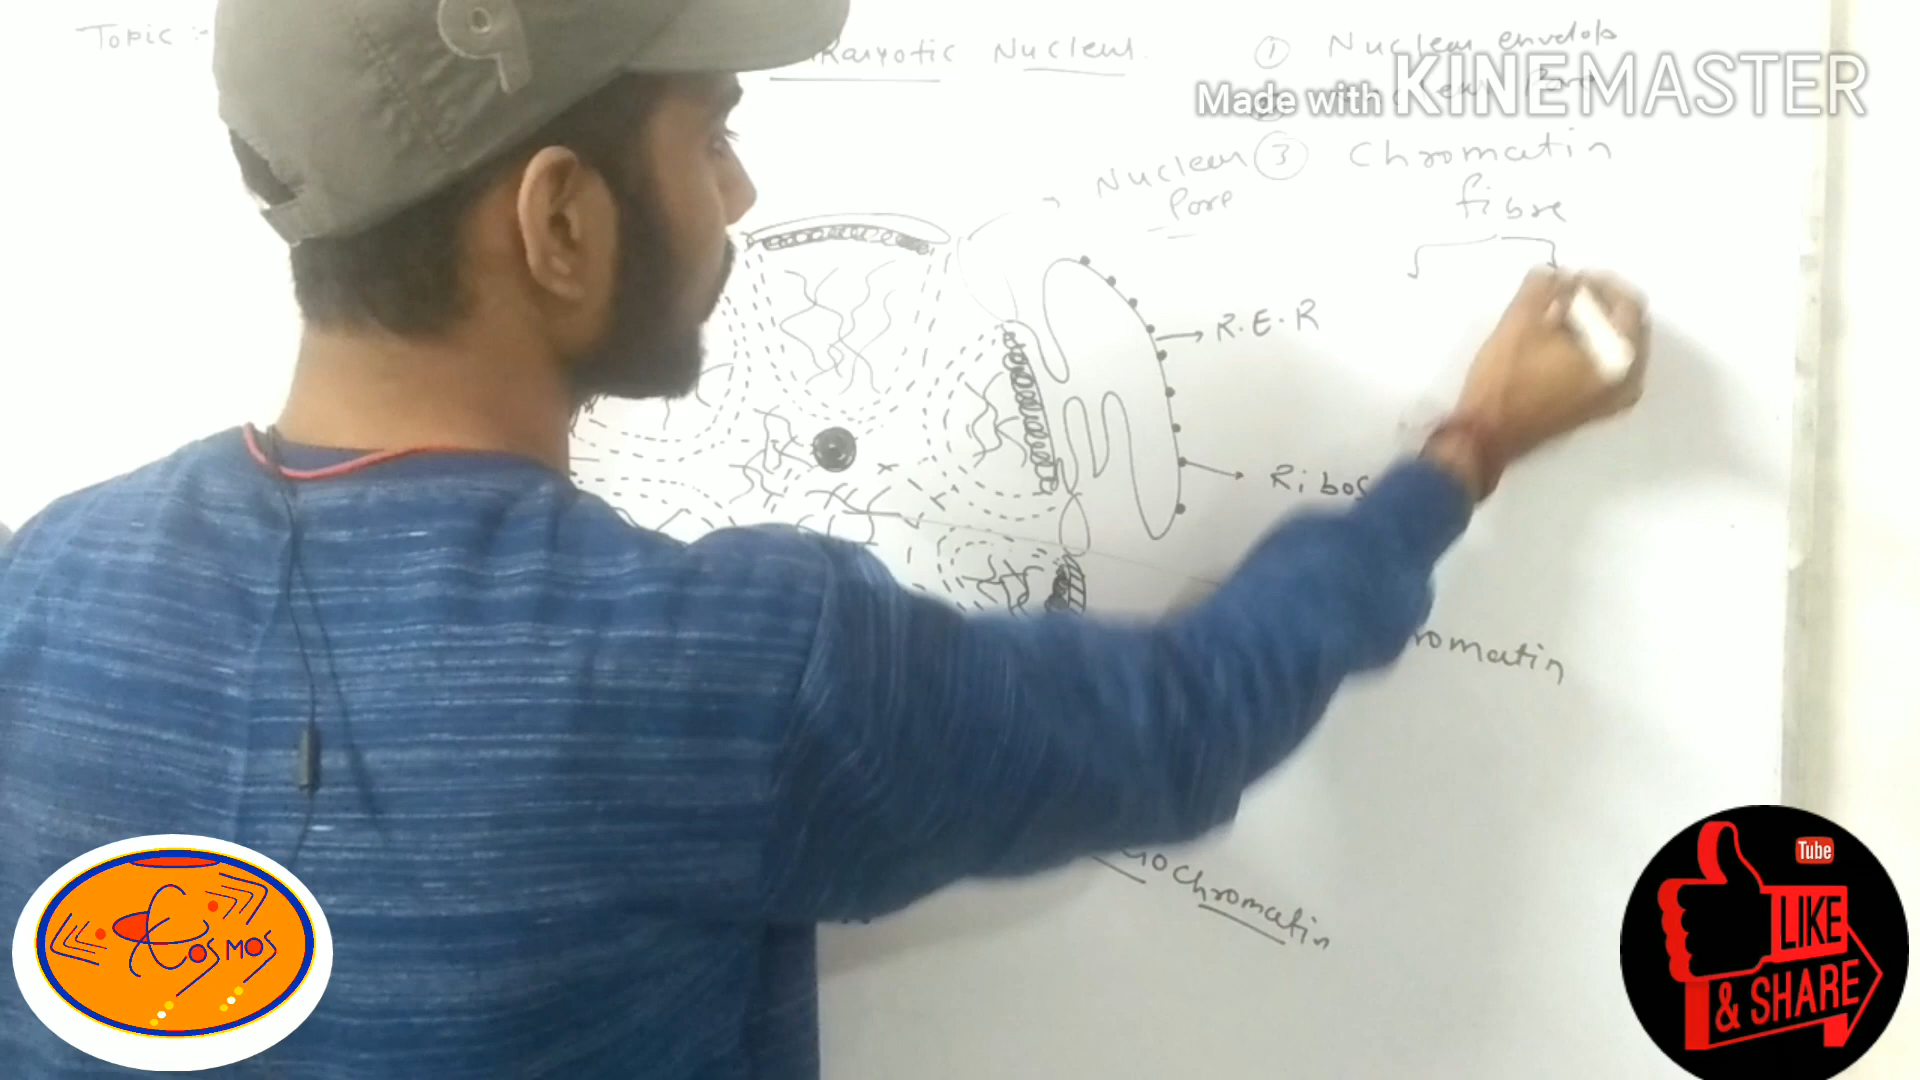 Topic :-
Karyotic Nucleus
① Nuclear envelop
Made with KINEMASTER
③ Chromatin
fibre
Nuclear
Pore
R.E.R
Ribos
romatin
ochromatin
COSMOS
Tube
LIKE
& SHARE